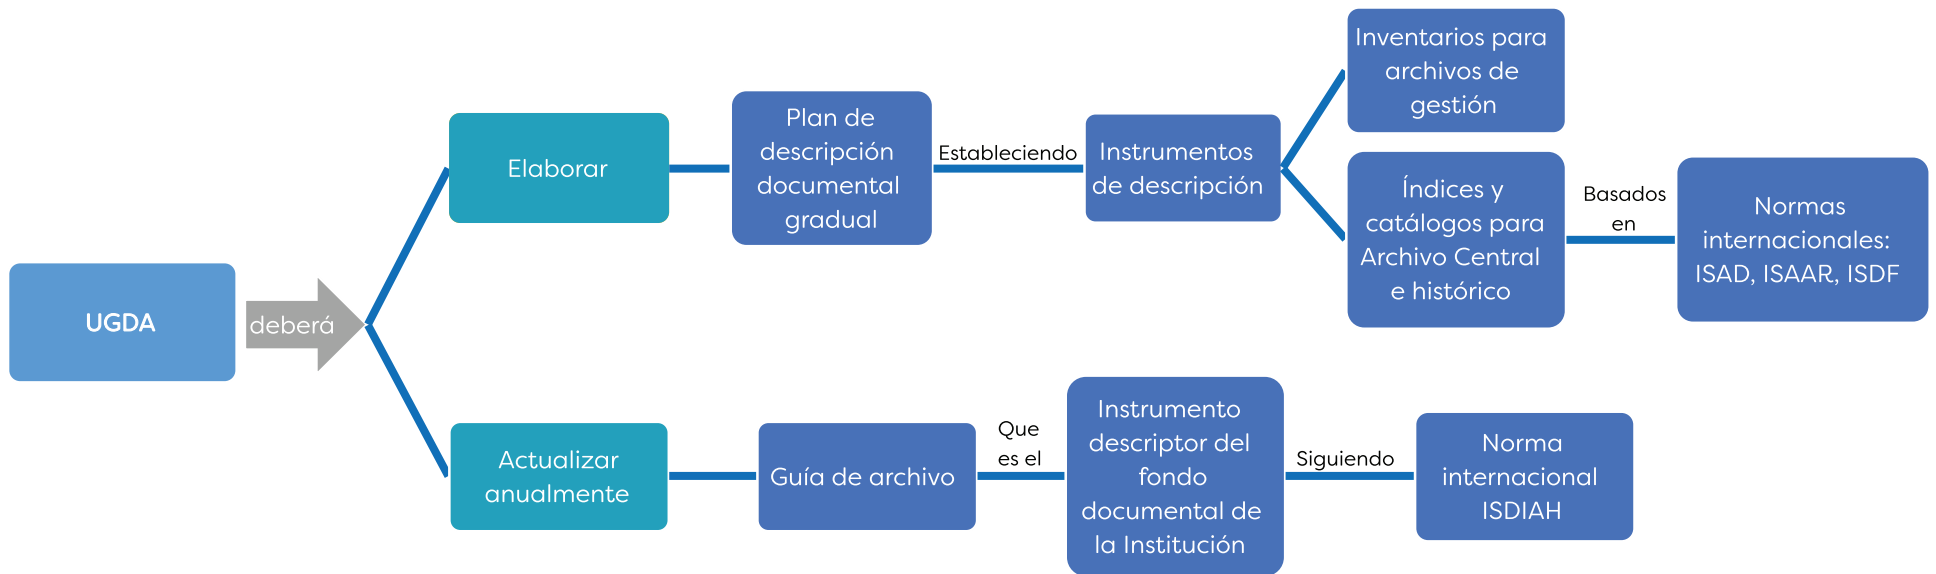 UGDA
deberá
Elaborar
Plan de
descripción
documental
gradual
Estableciendo
Instrumentos
de descripción
Inventarios para
archivos de
gestión
Índices y
catálogos para
Archivo Central
e histórico
Basados
en
Normas
internacionales:
ISAD, ISAAR, ISDF
Actualizar
anualmente
Guía de archivo
Que
es el
Instrumento
descriptor del
fondo
documental de
la Institución
Siguiendo
Norma
internacional
ISDIAH